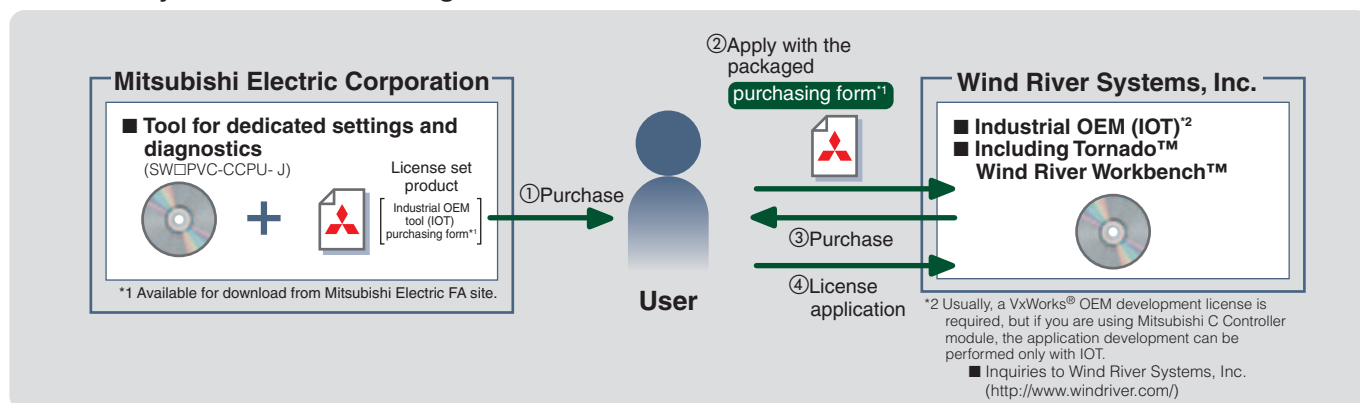 Mitsubishi Electric Corporation
■ Tool for dedicated settings and
diagnostics
(SW□PVC-CCPU- J)
+
License set
product
Industrial OEM
tool (IOT)
purchasing form*1
*1 Available for download from Mitsubishi Electric FA site.
①Purchase
User
②Apply with the
packaged
purchasing form*1
③Purchase
④License
application
Wind River Systems, Inc.
■ Industrial OEM (IOT)*2
■ Including Tornado™
Wind River Workbench™
*2 Usually, a VxWorks® OEM development license is
required, but if you are using Mitsubishi C Controller
module, the application development can be
performed only with IOT.
■ Inquiries to Wind River Systems, Inc.
(http://www.windriver.com/)